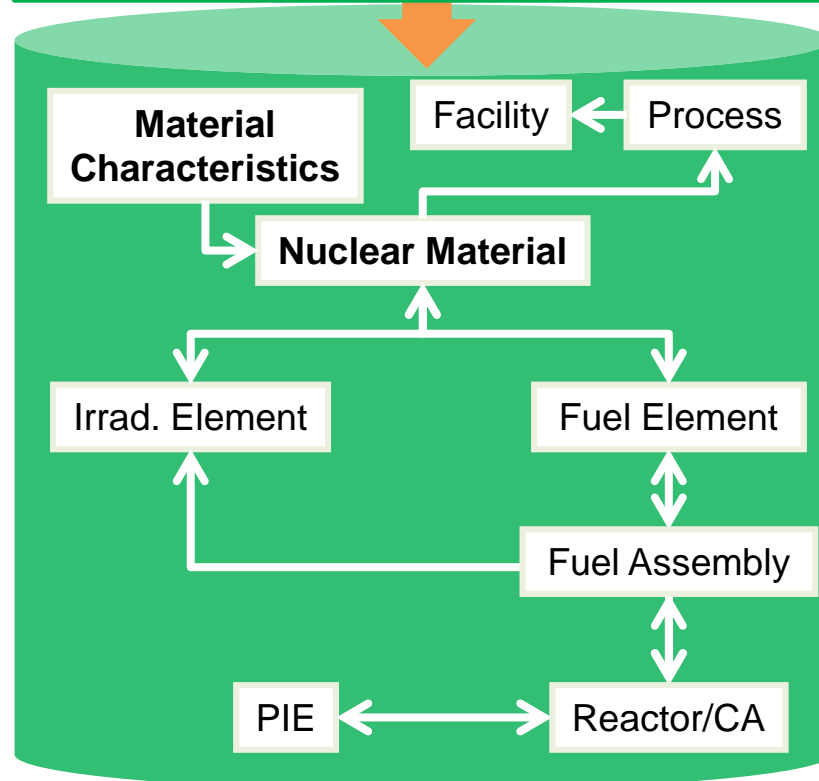 Material
Characteristics
Facility
Process
Nuclear Material
Irrad. Element
Fuel Element
Fuel Assembly
PIE
Reactor/CA